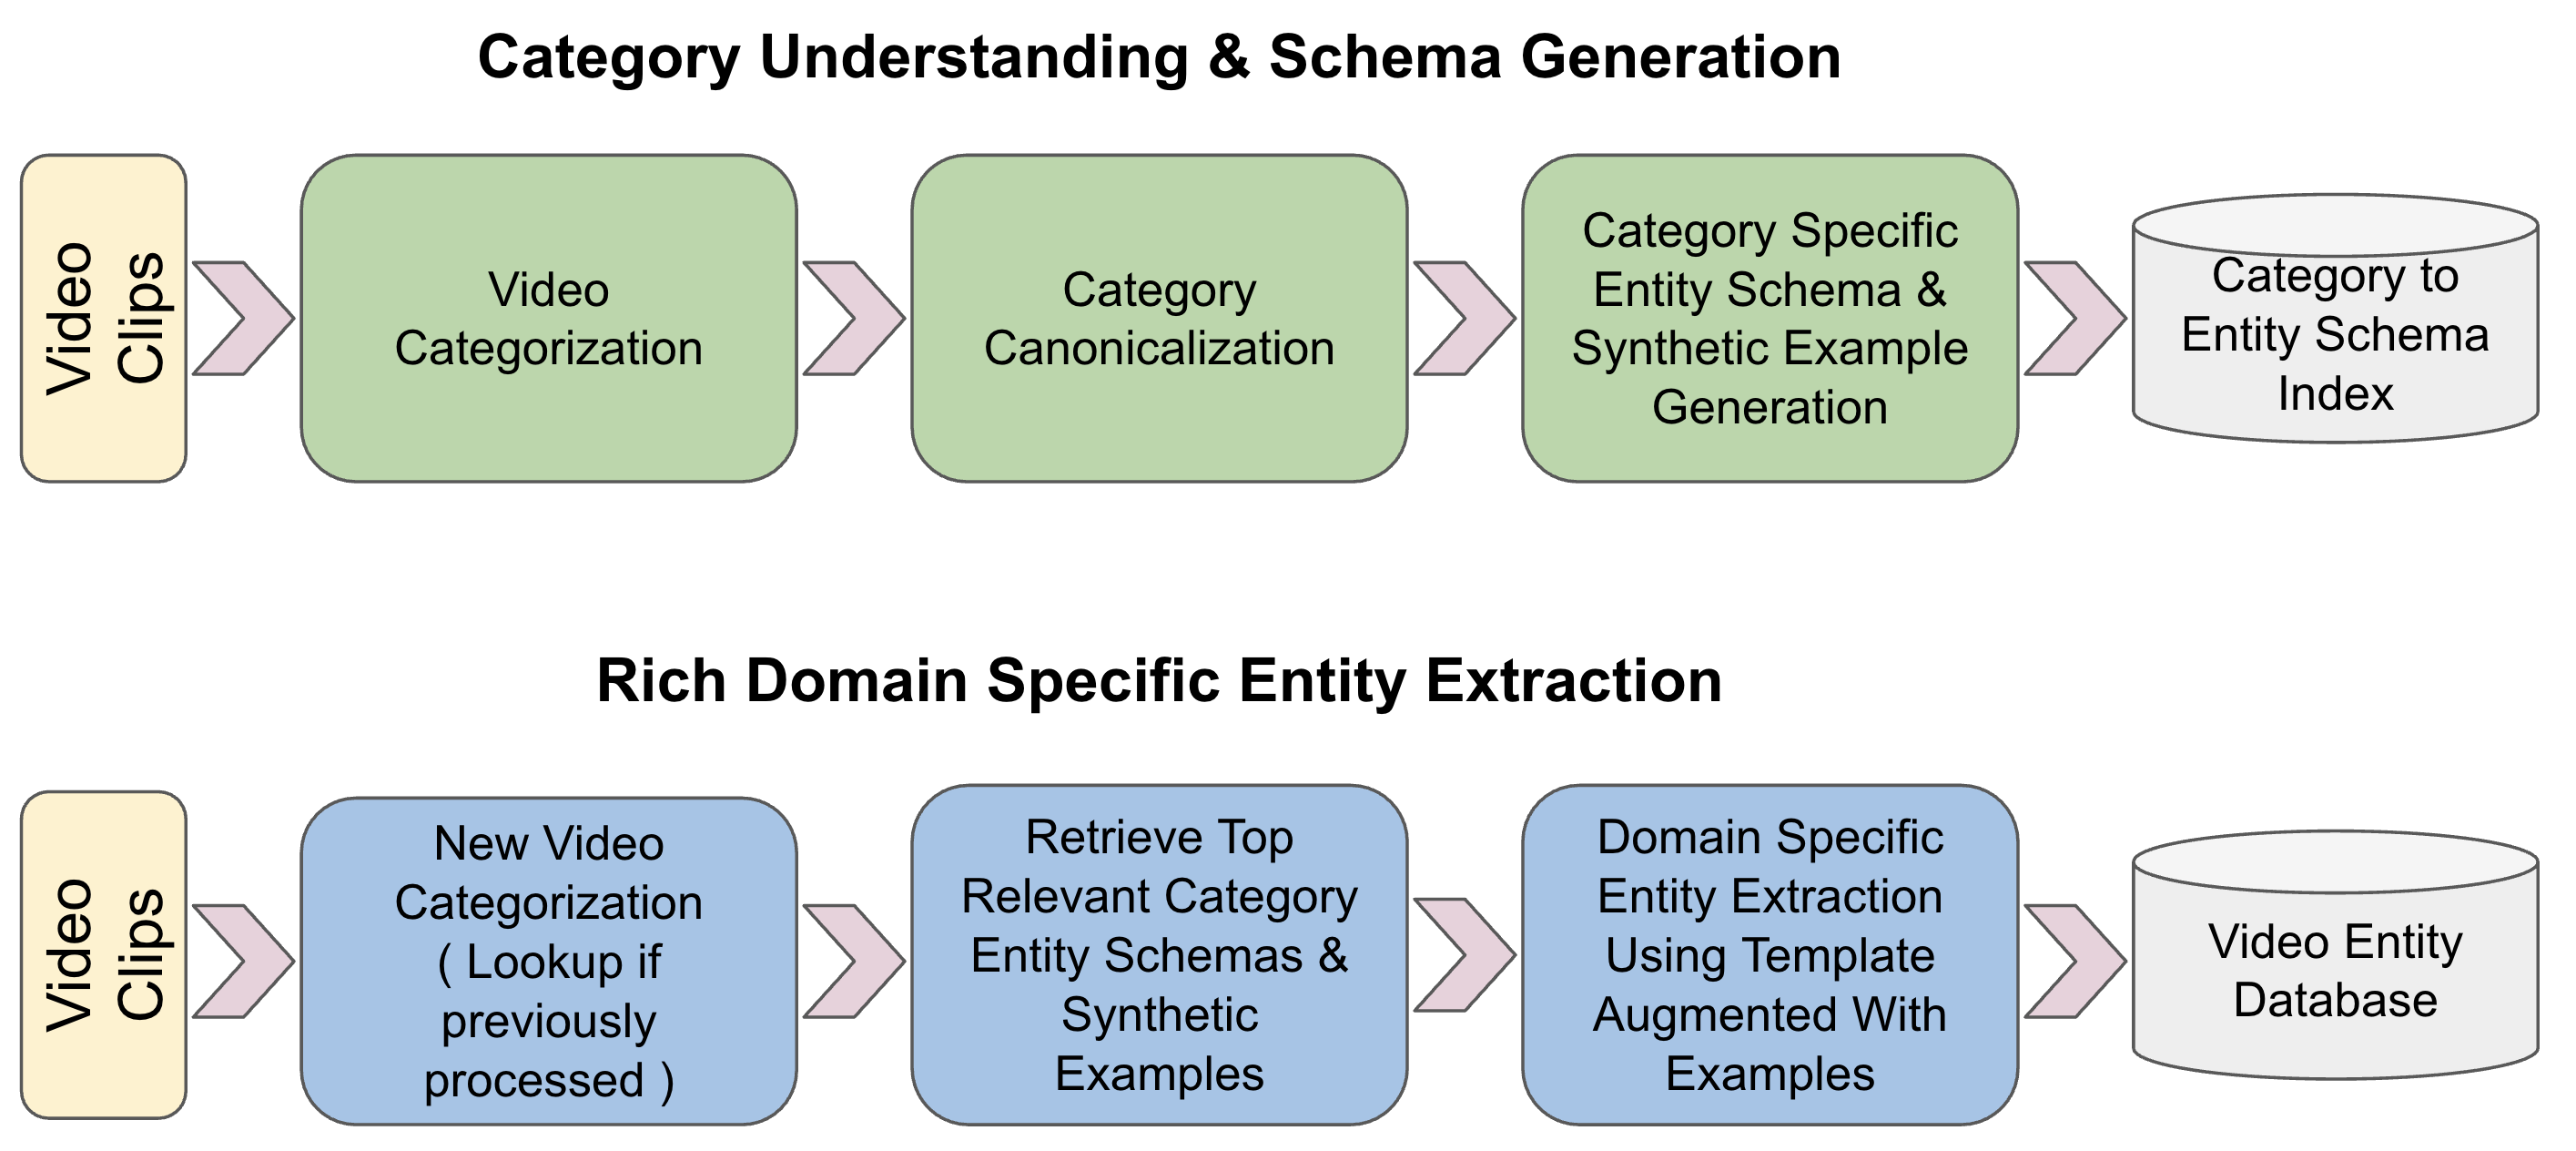 Category Understanding & Schema Generation
Video
Clips
Video
Categorization
Category
Canonicalization
Category Specific
Entity Schema &
Synthetic Example
Generation
Category to
Entity Schema
Index
Rich Domain Specific Entity Extraction
Video
Clips
New Video
Categorization
( Lookup if
previously
processed )
Retrieve Top
Relevant Category
Entity Schemas &
Synthetic
Examples
Domain Specific
Entity Extraction
Using Template
Augmented With
Examples
Video Entity
Database